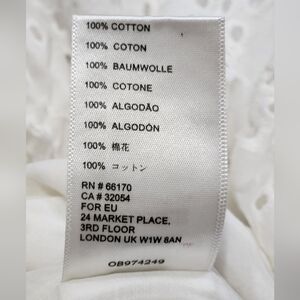 100% COTTON
100% COTON
100% BAUMWOLLE
100% COTONE
100% ALGODÃO
100% ALGODÓN
100% 棉花
100% コットン
RN # 66170
CA # 32054
FOR EU
24 MARKET PLACE,
3RD FLOOR
LONDON UK W1W 8AN
OB974249